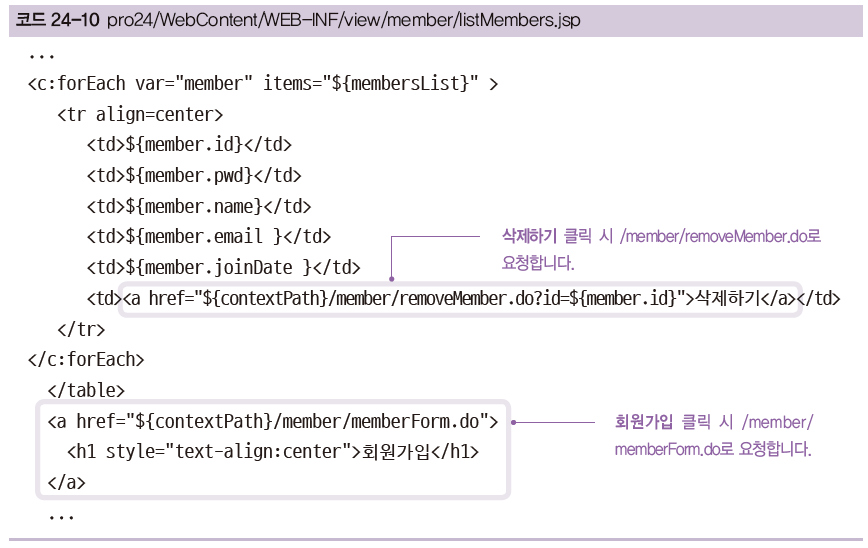 코드 24-10 pro24/WebContent/WEB-INF/view/member/listMembers.jsp
...
<c:forEach var="member" items="${membersList}" >
<tr align=center>
<td>${member.id}</td>
<td>${member.pwd}</td>
<td>${member.name}</td>
<td>${member.email }</td>
삭제하기 클릭 시 /member/removeMember.do로
요청합니다.
<td>${member.joinDate }</td>
<td><a href="${contextPath}/member/removeMember.do?id=${member.id}">삭제하기</a></td>
</tr>
</c:forEach>
</table>
<a href="${contextPath}/member/memberForm.do">
<h1 style="text-align:center">회원가입</h1>
</a>
회원가입 클릭 시 /member/
memberForm.do로 요청합니다.
...